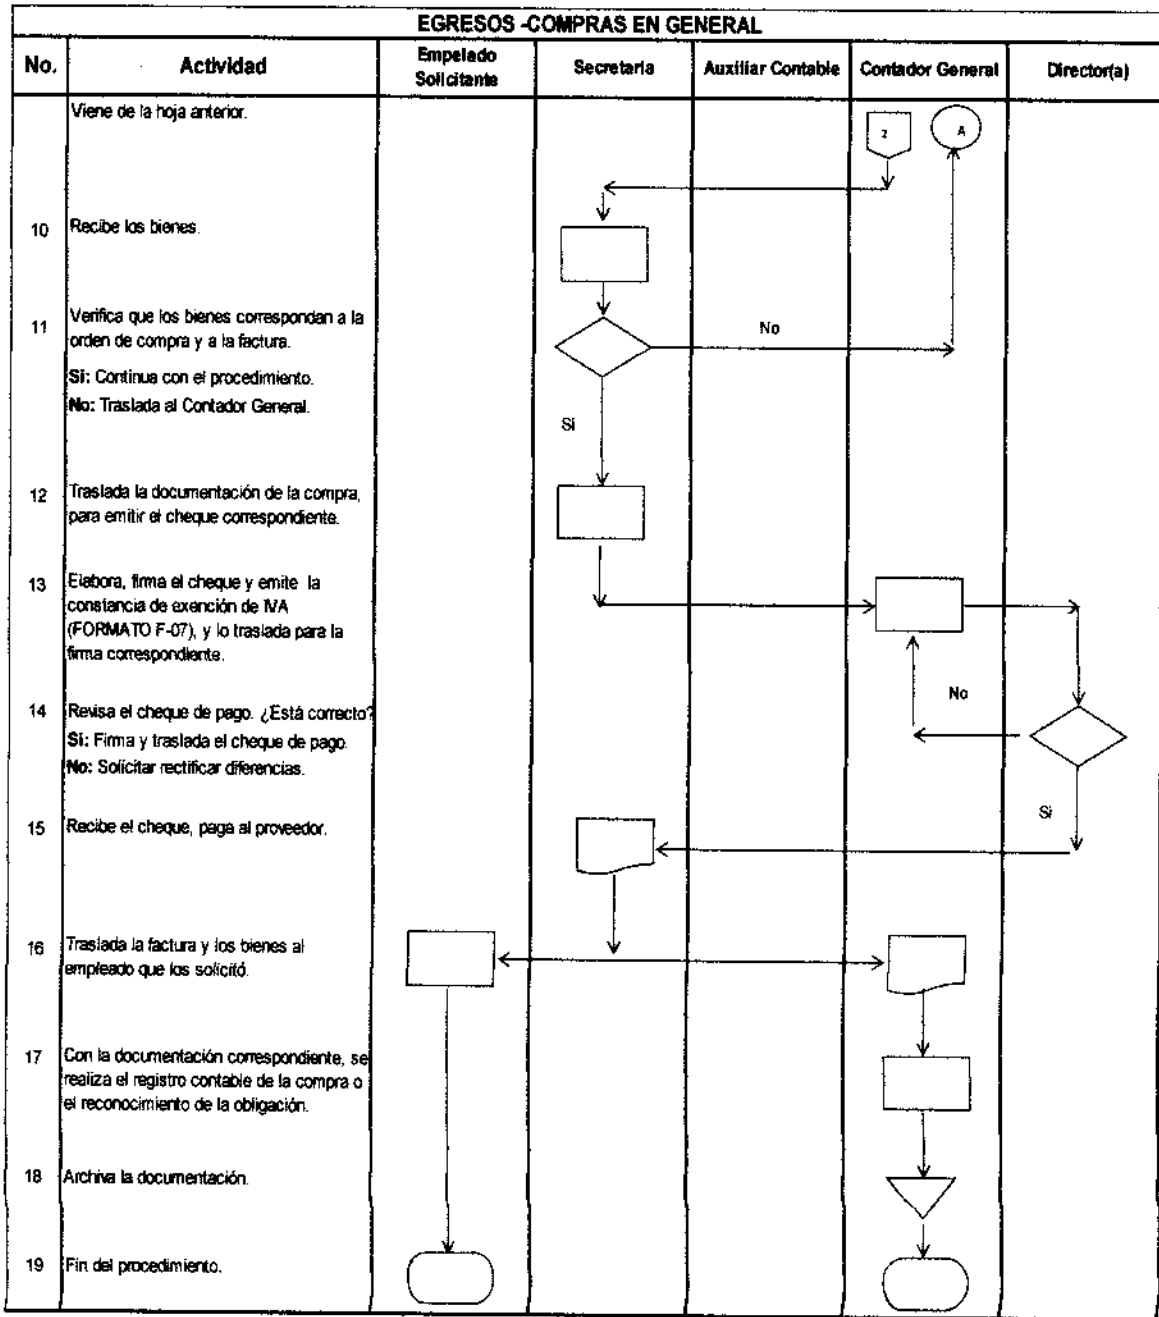 EGRESOS -COMPRAS EN GENERAL
No.
Actividad
Empelado
Solicitante
Secretaria
Auxiliar Contable
Contador General
Director(a)
Viene de la hoja anterior.
2
A
10
Recibe los bienes.
11
Verifica que los bienes correspondan a la
orden de compra y a la factura.
No
Si: Continua con el procedimiento.
No: Traslada al Contador General.
Si
12
Traslada la documentación de la compra,
para emitir el cheque correspondiente.
13
Elabora, firma el cheque y emite la
constancia de exención de IVA
(FORMATO F-07), y lo traslada para la
firma correspondiente.
No
14
Revisa el cheque de pago. ¿Está correcto?
Si: Firma y traslada el cheque de pago.
No: Solicitar rectificar diferencias.
Si
15
Recibe el cheque, paga al proveedor.
16
Traslada la factura y los bienes al
empleado que los solicitó.
17
Con la documentación correspondiente, se
realiza el registro contable de la compra o
el reconocimiento de la obligación.
18
Archiva la documentación.
19
Fin del procedimiento.